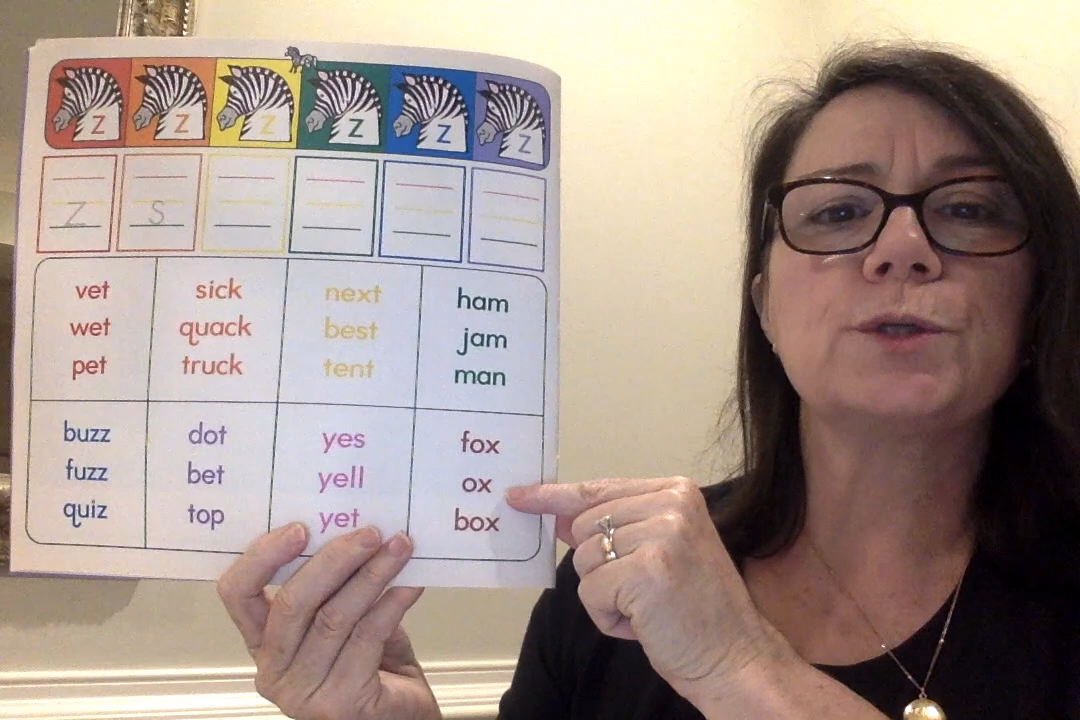 z z z z z z
z s
vet sick next ham
wet quack best jam
pet truck tent man
buzz dot yes fox
fuzz bet yell ox
quiz top yet box